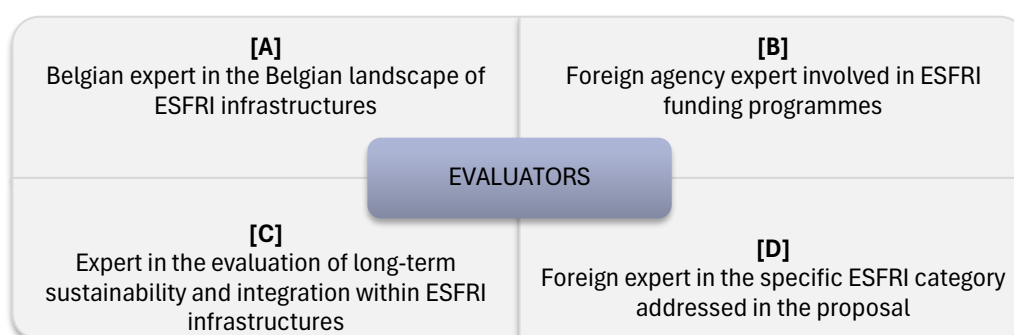 [A]
Belgian expert in the Belgian landscape of
ESFRI infrastructures
[B]
Foreign agency expert involved in ESFRI
funding programmes
EVALUATORS
[C]
Expert in the evaluation of long-term
sustainability and integration within ESFRI
infrastructures
[D]
Foreign expert in the specific ESFRI category
addressed in the proposal